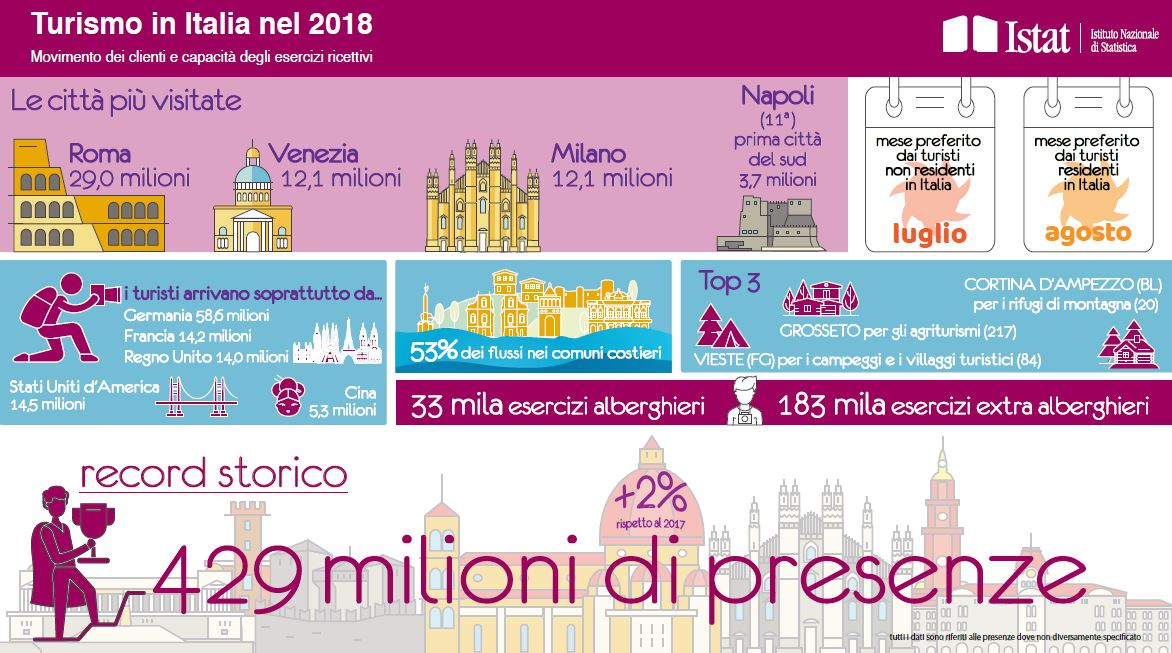 Turismo in Italia nel 2018
Movimento dei clienti e capacità degli esercizi ricettivi
Istat
Istituto Nazionale
di Statistica
Le città più visitate
Roma
29,0 milioni
Venezia
12,1 milioni
Milano
12,1 milioni
Napoli
(11ª)
prima città
del sud
3,7 milioni
mese preferito
dai turisti
non residenti
in Italia
luglio
mese preferito
dai turisti
residenti
in Italia
agosto
i turisti arrivano soprattutto da...
Germania 58,6 milioni
Francia 14,2 milioni
Regno Unito 14,0 milioni
Stati Uniti d'America
14,5 milioni
Cina
5,3 milioni
53% dei flussi nei comuni costieri
Top 3
CORTINA D'AMPEZZO (BL)
per i rifugi di montagna (20)
GROSSETO per gli agriturismi (217)
VIESTE (FG) per i campeggi e i villaggi turistici (84)
33 mila esercizi alberghieri
183 mila esercizi extra alberghieri
record storico
+2%
rispetto al 2017
429 milioni di presenze
tutti i dati sono riferiti alle presenze dove non diversamente specificato